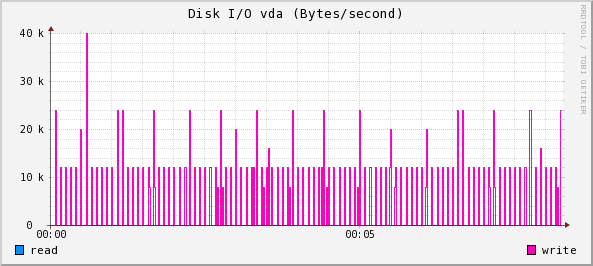 Disk I/O vda (Bytes/second)
RRDTOOL / TOBI OETIKER
40 k
30 k
20 k
10 k
0
00:00 00:05
read write